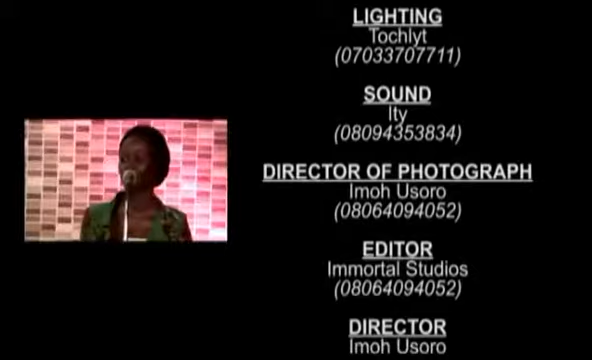 LIGHTING
Tochlyt
(07033707711)
SOUND
Ity
(08094353834)
DIRECTOR OF PHOTOGRAPH
Imoh Usoro
(08064094052)
EDITOR
Immortal Studios
(08064094052)
DIRECTOR
Imoh Usoro